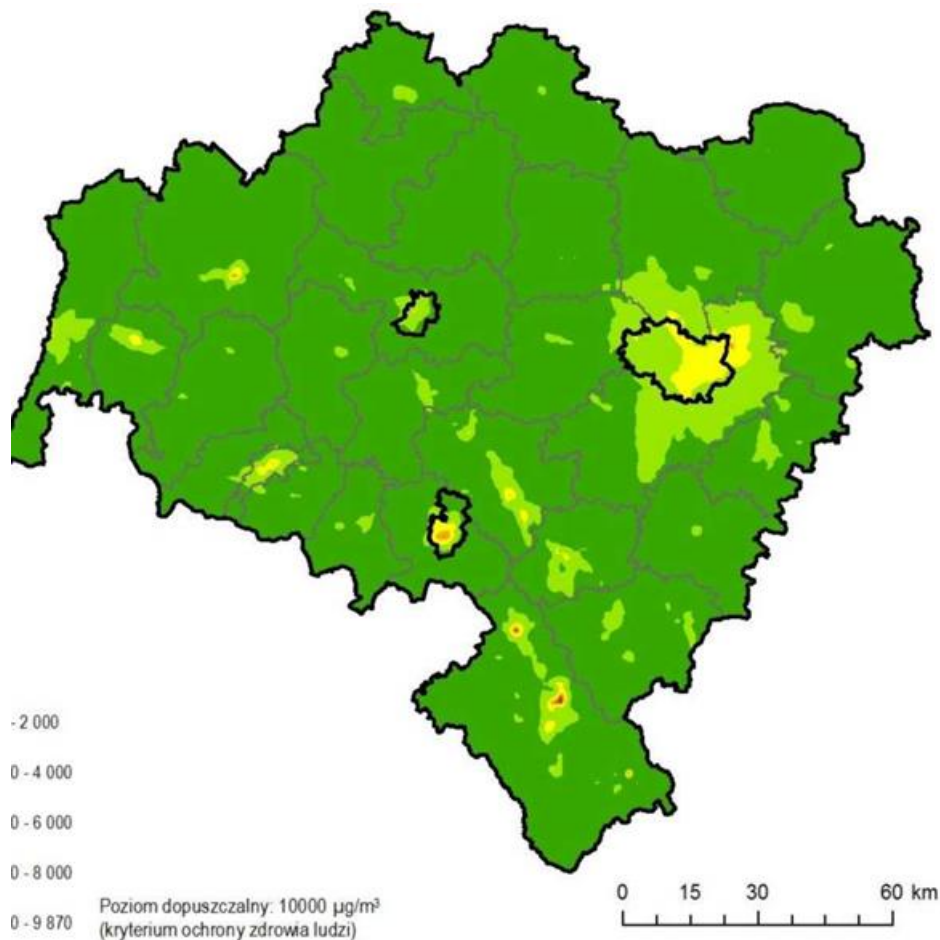 - 2 000
0 - 4 000
0 - 6 000
0 - 8 000
0 - 9 870
Poziom dopuszczalny: 10000 µg/m³
(kryterium ochrony zdrowia ludzi)
0 15 30 60 km